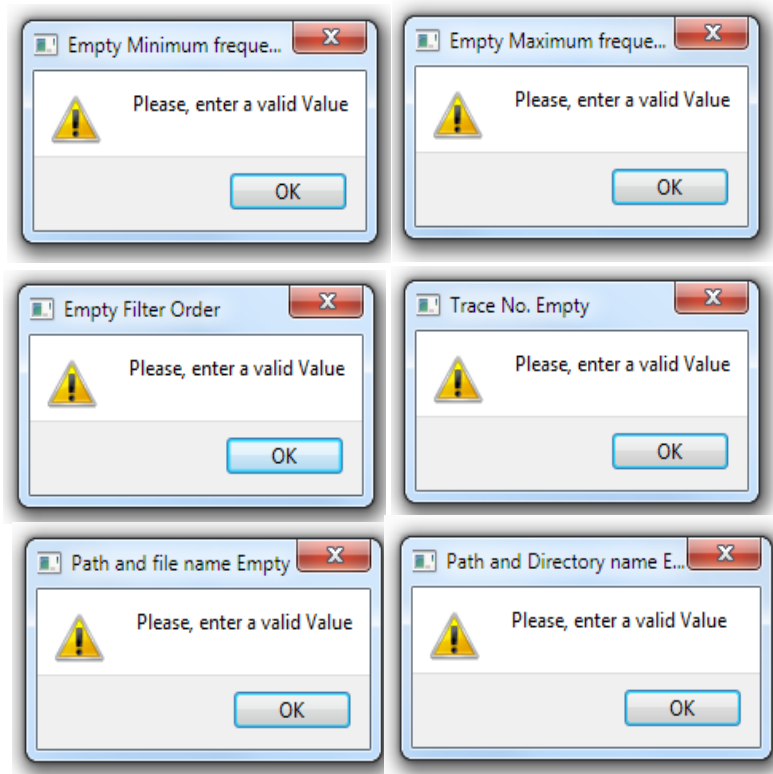 Empty Minimum freque...
Please, enter a valid Value
OK
Empty Maximum freque...
Please, enter a valid Value
OK
Empty Filter Order
Please, enter a valid Value
OK
Trace No. Empty
Please, enter a valid Value
OK
Path and file name Empty
Please, enter a valid Value
OK
Path and Directory name E...
Please, enter a valid Value
OK